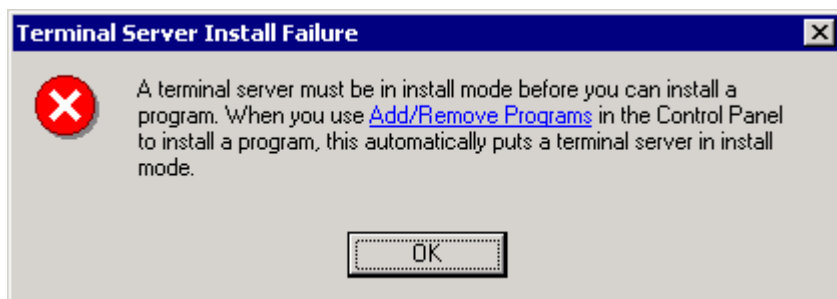 Terminal Server Install Failure
A terminal server must be in install mode before you can install a
program. When you use Add/Remove Programs in the Control Panel
to install a program, this automatically puts a terminal server in install
mode.
OK